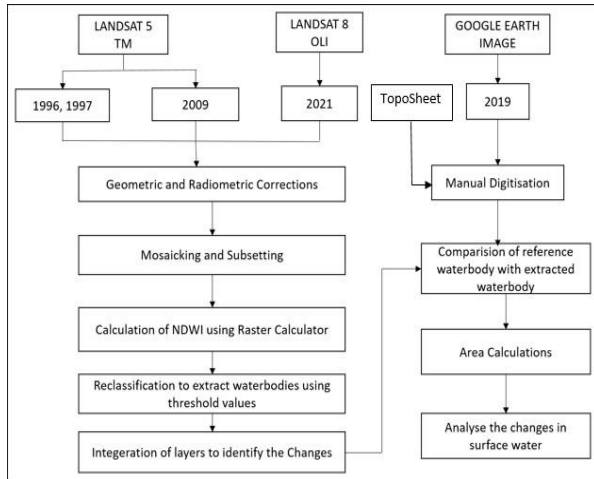 LANDSAT 5
TM
LANDSAT 8
OLI
GOOGLE EARTH
IMAGE
1996, 1997
2009
2021
TopoSheet
2019
Geometric and Radiometric Corrections
Manual Digitisation
Mosaicking and Subsetting
Comparision of reference
waterbody with extracted
waterbody
Calculation of NDWI using Raster Calculator
Area Calculations
Reclassification to extract waterbodies using
threshold values
Analyse the changes in
surface water
Integeration of layers to identify the Changes